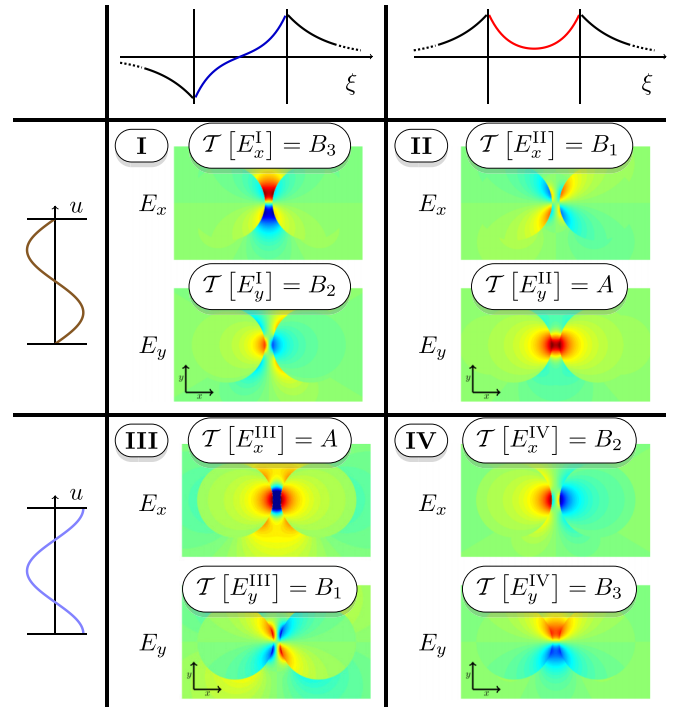 ξ
ξ
u
I
𝒯 [E_x^I] = B_3
E_x
𝒯 [E_y^I] = B_2
E_y
y
x
II
𝒯 [E_x^II] = B_1
E_x
𝒯 [E_y^II] = A
E_y
y
x
u
III
𝒯 [E_x^III] = A
E_x
𝒯 [E_y^III] = B_1
E_y
y
x
IV
𝒯 [E_x^IV] = B_2
E_x
𝒯 [E_y^IV] = B_3
E_y
y
x